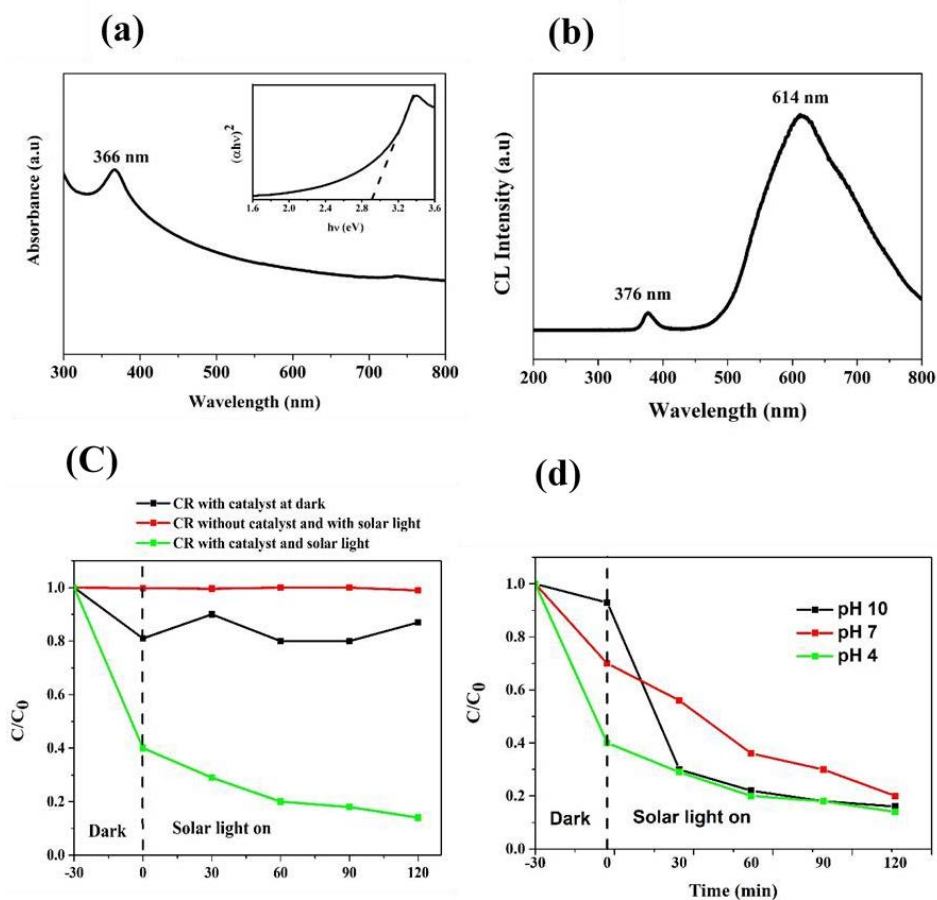 (a)
366 nm
Absorbance (a.u)
(αhν)2
1.6 2.0 2.4 2.8 3.2 3.6
hν (eV)
300 400 500 600 700 800
Wavelength (nm)
(b)
614 nm
376 nm
CL Intensity (a.u)
200 300 400 500 600 700 800
Wavelength (nm)
(C)
CR with catalyst at dark
CR without catalyst and with solar light
CR with catalyst and solar light
1.0
0.8
0.6
0.4
0.2
0.0
C/C0
Dark
Solar light on
-30 0 30 60 90 120
(d)
pH 10
pH 7
pH 4
1.0
0.8
0.6
0.4
0.2
0.0
C/C0
Dark
Solar light on
-30 0 30 60 90 120
Time (min)